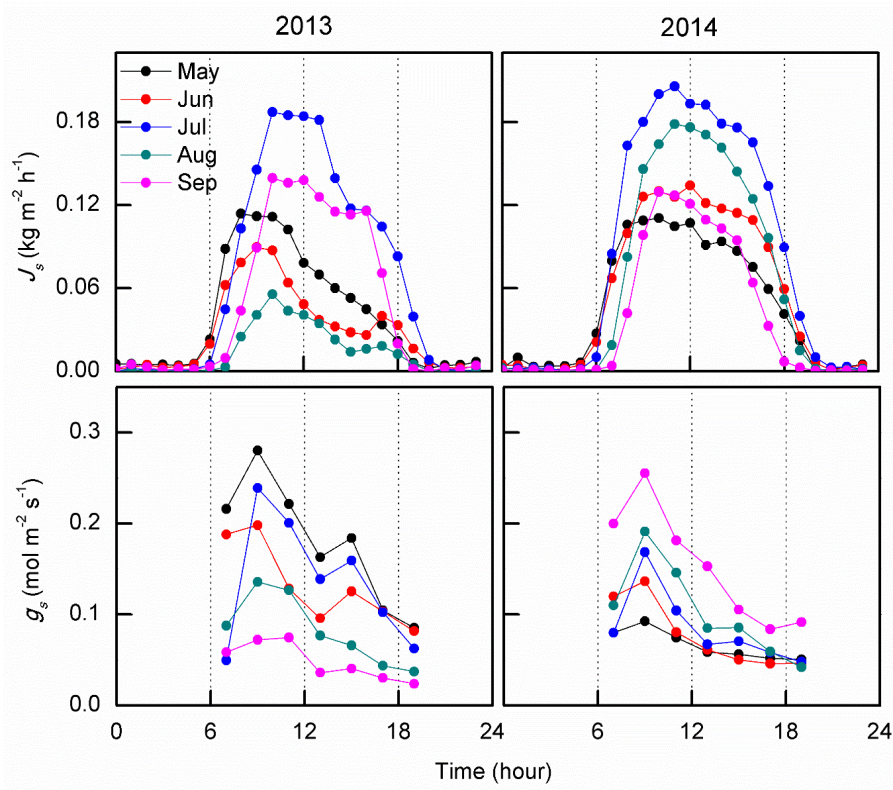 2013
2014
May
Jun
Jul
Aug
Sep
0.18
0.12
0.06
0.00
Js (kg m⁻² h⁻¹)
0.3
0.2
0.1
0.0
gs (mol m⁻² s⁻¹)
0 6 12 18 24 6 12 18 24
Time (hour)